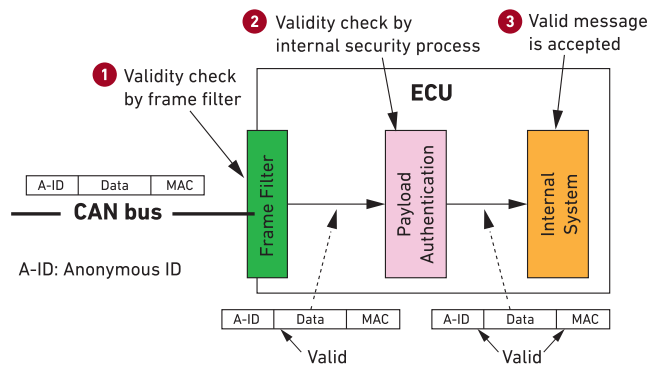 1 Validity check
by frame filter
2 Validity check by
internal security process
3 Valid message
is accepted
ECU
A-ID Data MAC
CAN bus
A-ID: Anonymous ID
Frame Filter
Payload
Authentication
Internal
System
A-ID Data MAC
Valid
A-ID Data MAC
Valid